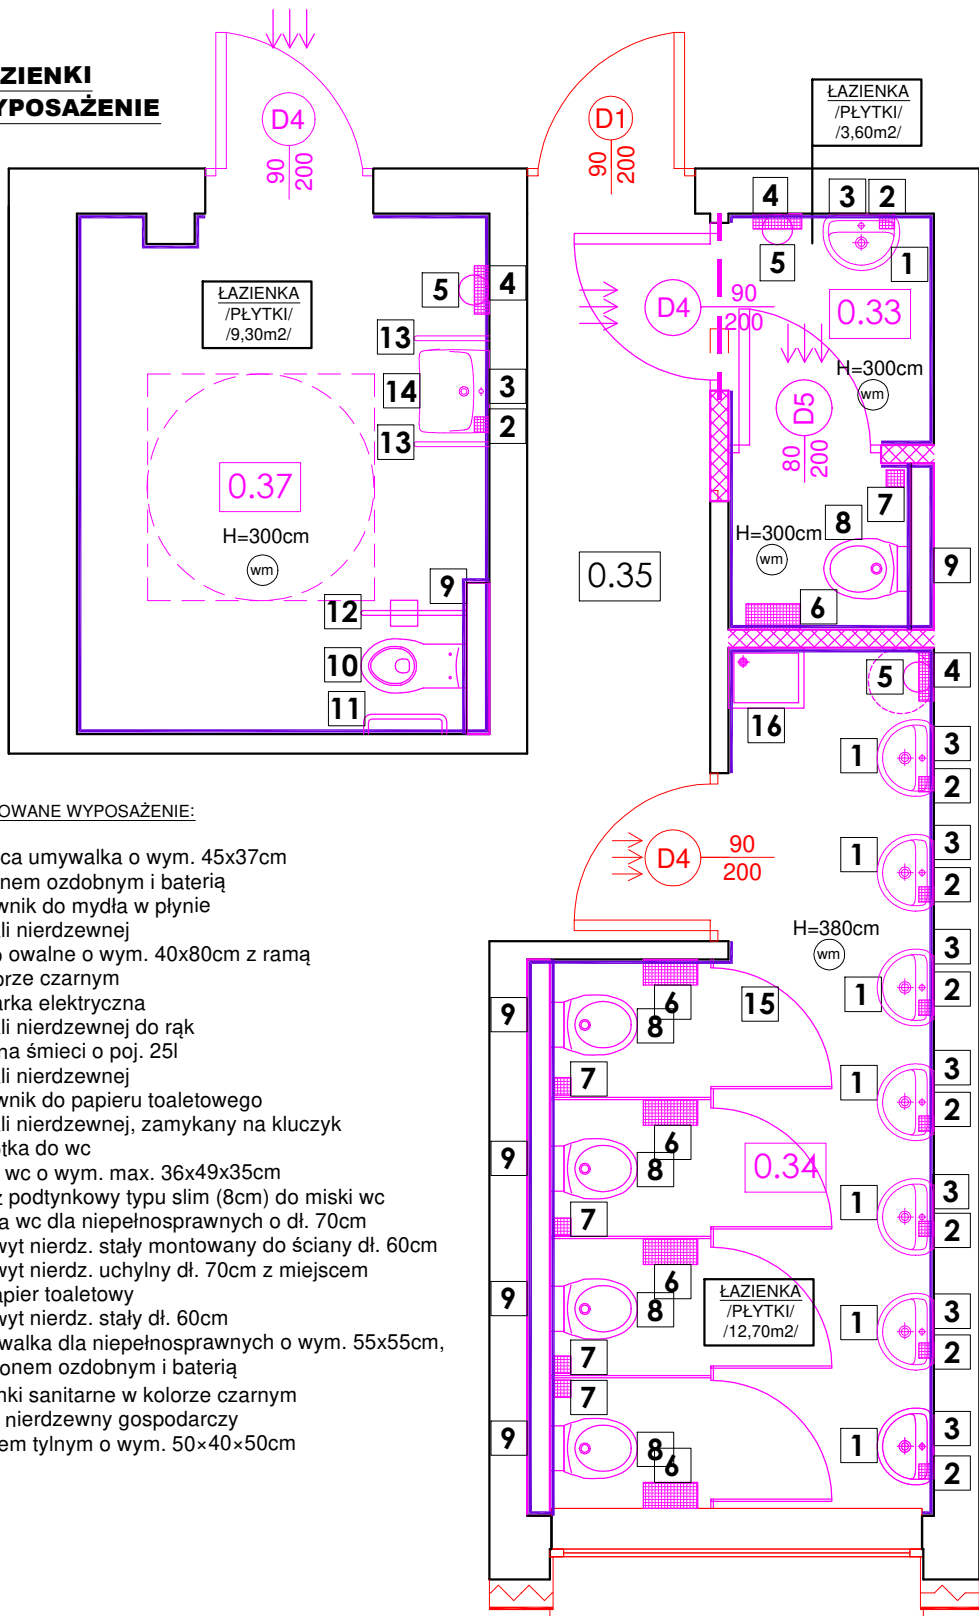 ZIENKI
YPOSAŻENIE
D4
90
200
D1
90
200
ŁAZIENKA
/PŁYTKI/
/3,60m2/
4
3
2
5
1
0.33
H=300cm
wm
D4
90
200
D5
80
200
ŁAZIENKA
/PŁYTKI/
/9,30m2/
5
4
13
14
3
2
13
0.37
H=300cm
wm
9
12
10
11
0.35
7
8
H=300cm
wm
9
6
5
4
16
1
3
2
1
3
2
D4
90
200
H=380cm
wm
1
3
2
1
3
2
1
3
2
1
3
2
1
3
2
15
9
6
8
7
9
6
8
7
0.34
9
6
8
7
ŁAZIENKA
/PŁYTKI/
/12,70m2/
7
9
8
6
OWANE WYPOSAŻENIE:
ca umywalka o wym. 45x37cm
onem ozdobnym i baterią
wnik do mydła w płynie
li nierdzewnej
o owalne o wym. 40x80cm z ramą
orze czarnym
arka elektryczna
li nierdzewnej do rąk
na śmieci o poj. 25l
li nierdzewnej
wnik do papieru toaletowego
li nierdzewnej, zamykany na kluczyk
otka do wc
wc o wym. max. 36x49x35cm
ż podtynkowy typu slim (8cm) do miski wc
a wc dla niepełnosprawnych o dł. 70cm
wyt nierdz. stały montowany do ściany dł. 60cm
wyt nierdz. uchylny dł. 70cm z miejscem
apier toaletowy
wyt nierdz. stały dł. 60cm
walka dla niepełnosprawnych o wym. 55x55cm,
onem ozdobnym i baterią
nki sanitarne w kolorze czarnym
nierdzewny gospodarczy
em tylnym o wym. 50×40×50cm